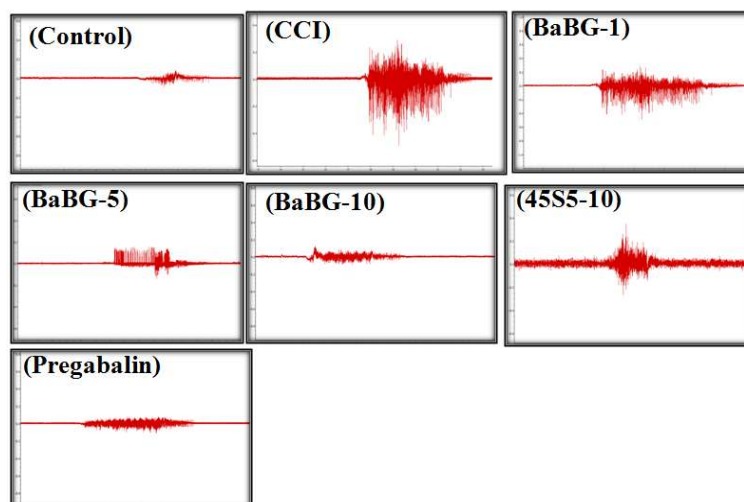 (Control)
(CCI)
(BaBG-1)
(BaBG-5)
(BaBG-10)
(45S5-10)
(Pregabalin)